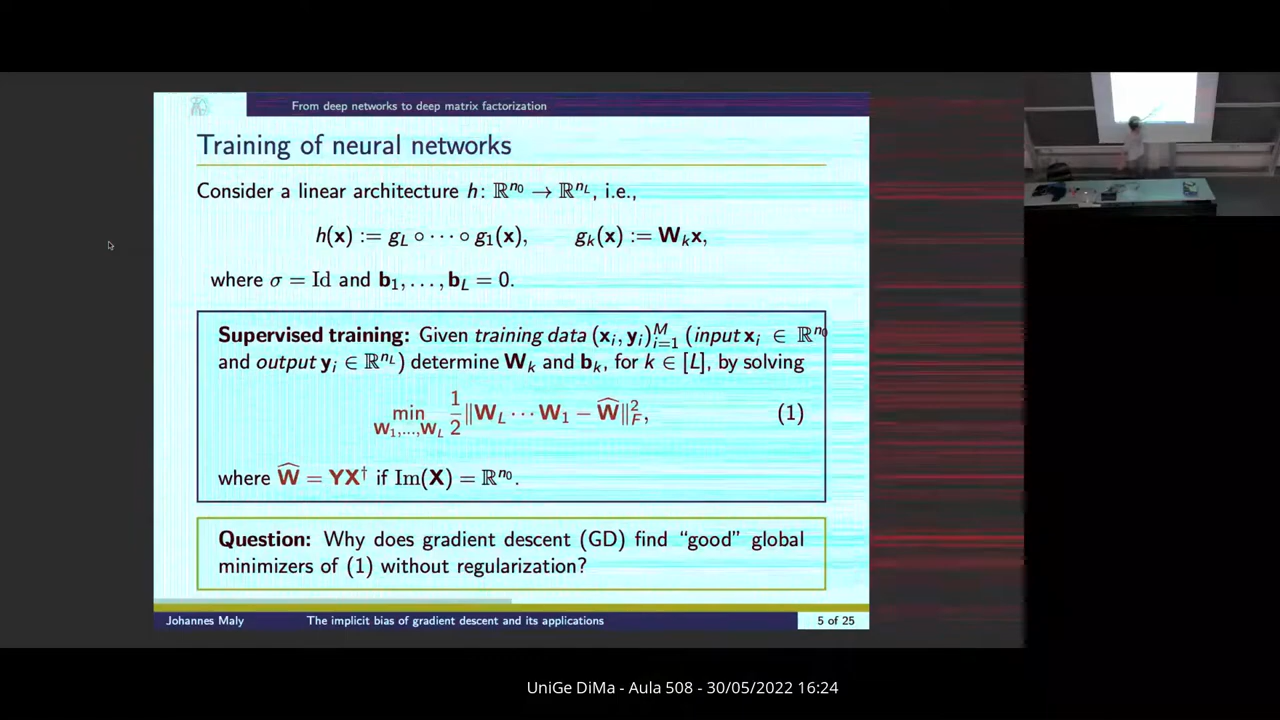 From deep networks to deep matrix factorization
Training of neural networks
Consider a linear architecture h: ℝ^{n_0} → ℝ^{n_L}, i.e.,
h(𝐱) := g_L ∘ ⋯ ∘ g_1(𝐱), g_k(𝐱) := 𝐖_k𝐱,
where σ = Id and 𝐛_1, . . . , 𝐛_L = 0.
Supervised training: Given training data (𝐱_i, 𝐲_i)_{i=1}^M (input 𝐱_i ∈ ℝ^{n_0}
and output 𝐲_i ∈ ℝ^{n_L}) determine 𝐖_k and 𝐛_k, for k ∈ [L], by solving
min_{𝐖_1,...,𝐖_L} 1/2 ‖𝐖_L ⋯ 𝐖_1 − \widehat{𝐖}‖_F^2, (1)
where \widehat{𝐖} = 𝐘𝐗^† if Im(𝐗) = ℝ^{n_0}.
Question: Why does gradient descent (GD) find “good” global
minimizers of (1) without regularization?
Johannes Maly The implicit bias of gradient descent and its applications 5 of 25
UniGe DiMa - Aula 508 - 30/05/2022 16:24